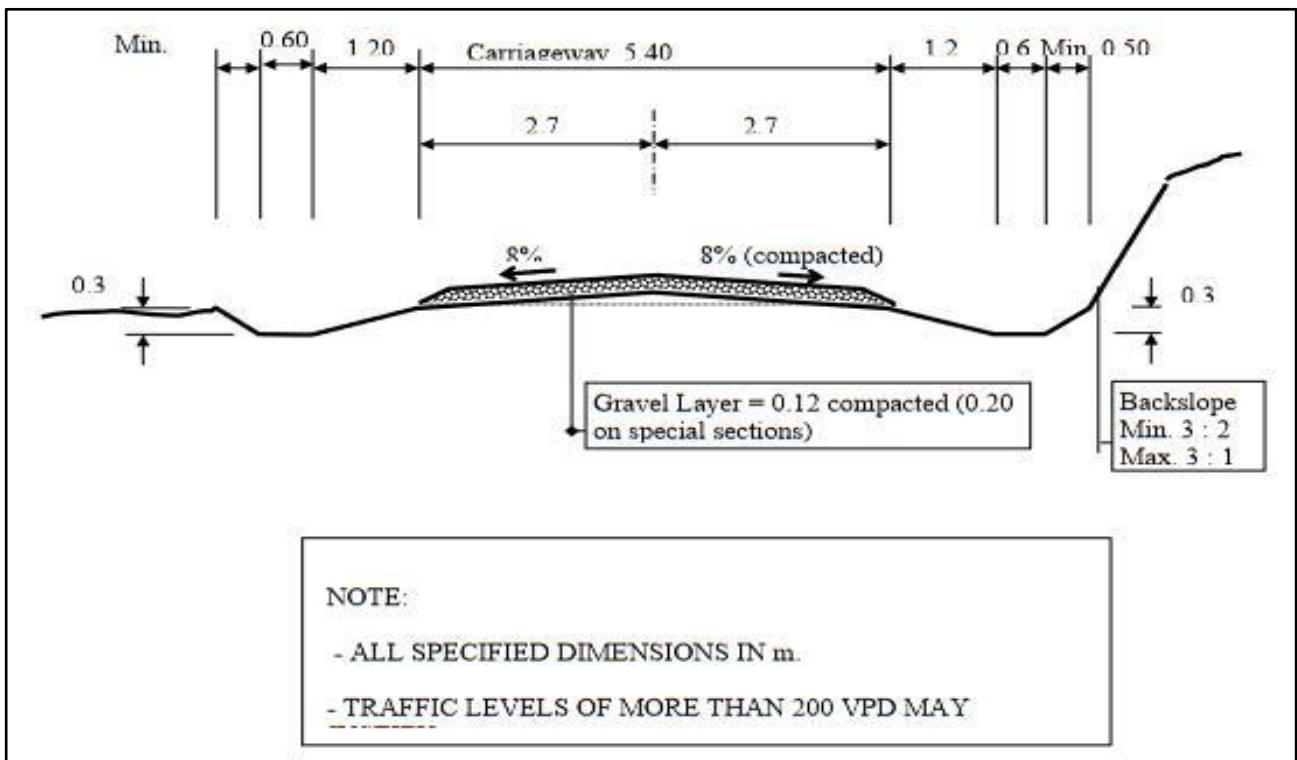 Min. 0.60 1.20 Carriageway 5.40 1.2 0.6 Min. 0.50
2.7 2.7
8% 8% (compacted)
0.3 0.3
Gravel Layer = 0.12 compacted (0.20
on special sections)
Backslope
Min. 3 : 2
Max. 3 : 1
NOTE:
- ALL SPECIFIED DIMENSIONS IN m.
- TRAFFIC LEVELS OF MORE THAN 200 VPD MAY